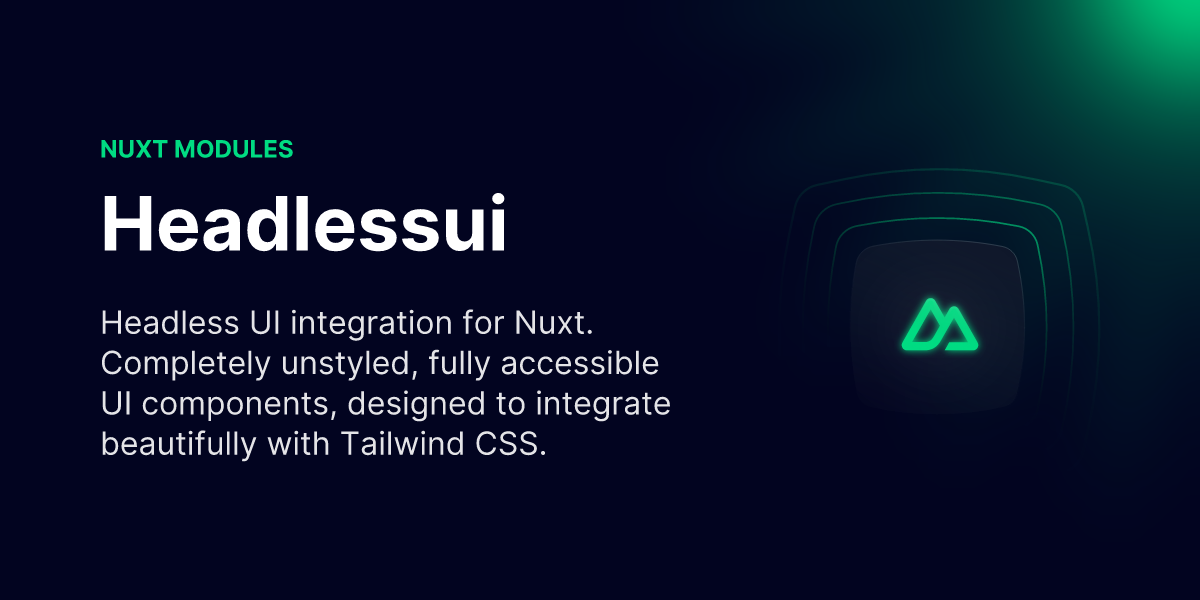 NUXT MODULES
Headlessui
Headless UI integration for Nuxt.
Completely unstyled, fully accessible
UI components, designed to integrate
beautifully with Tailwind CSS.